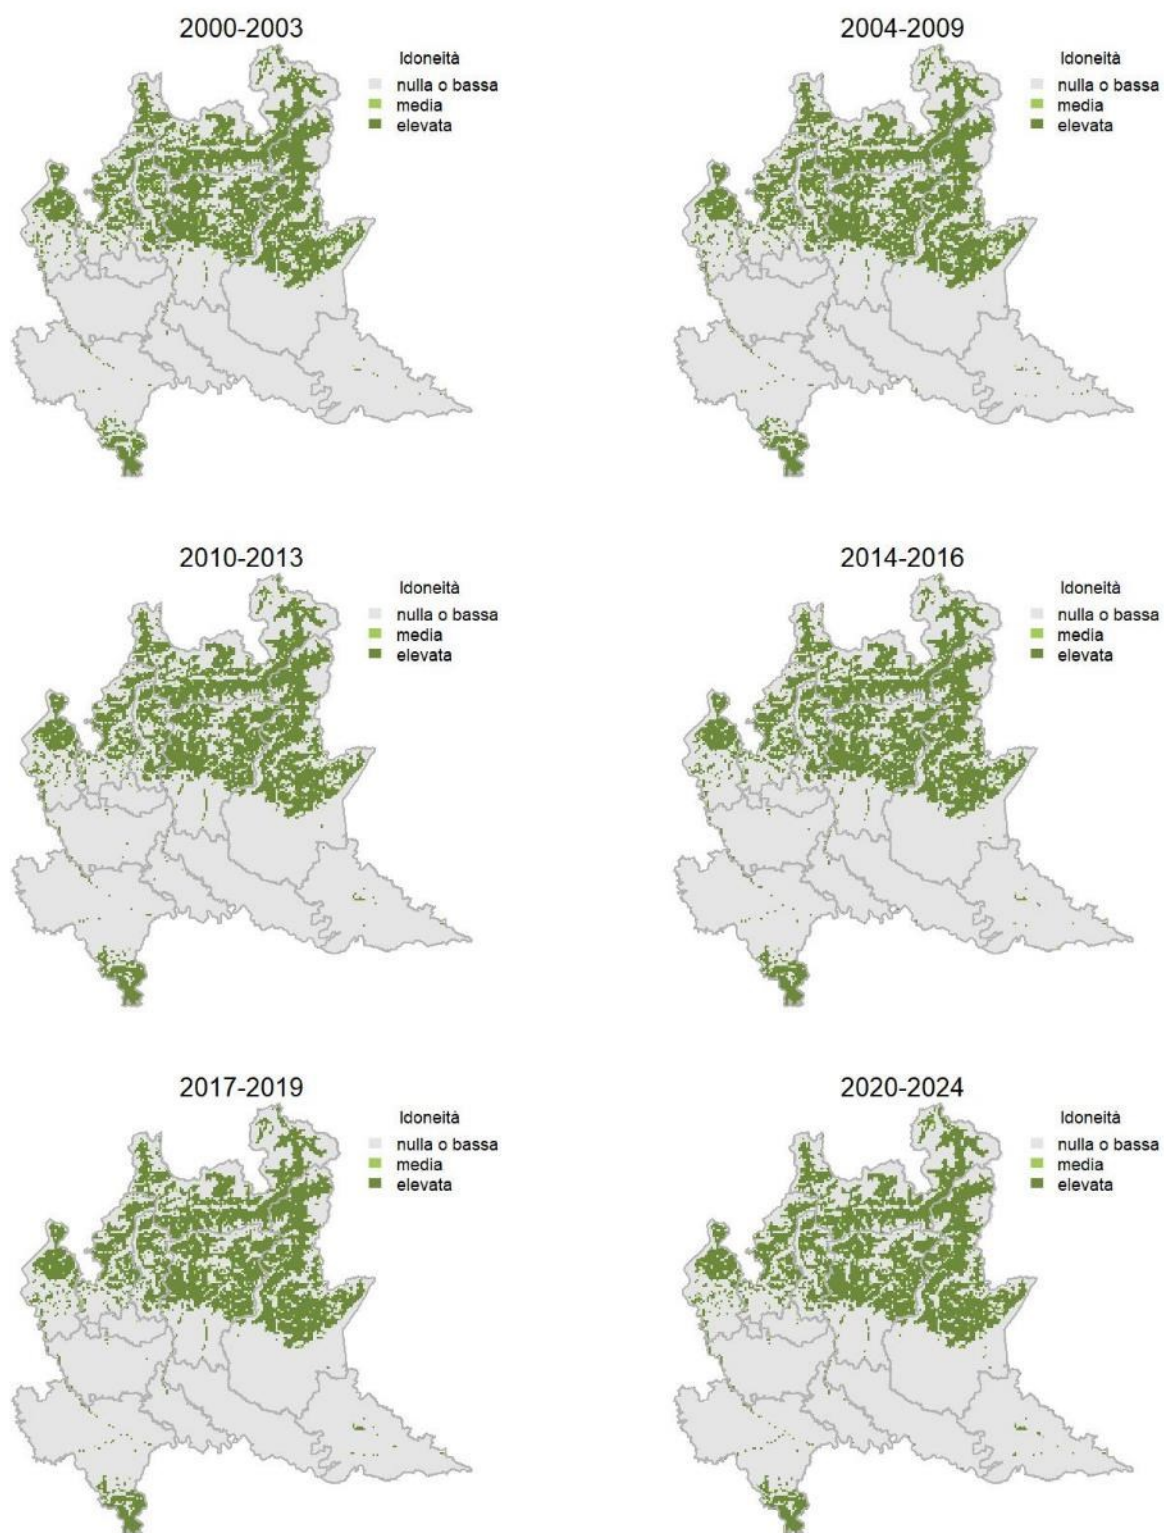 2000-2003
Idoneità
nulla o bassa
media
elevata
2004-2009
Idoneità
nulla o bassa
media
elevata
2010-2013
Idoneità
nulla o bassa
media
elevata
2014-2016
Idoneità
nulla o bassa
media
elevata
2017-2019
Idoneità
nulla o bassa
media
elevata
2020-2024
Idoneità
nulla o bassa
media
elevata